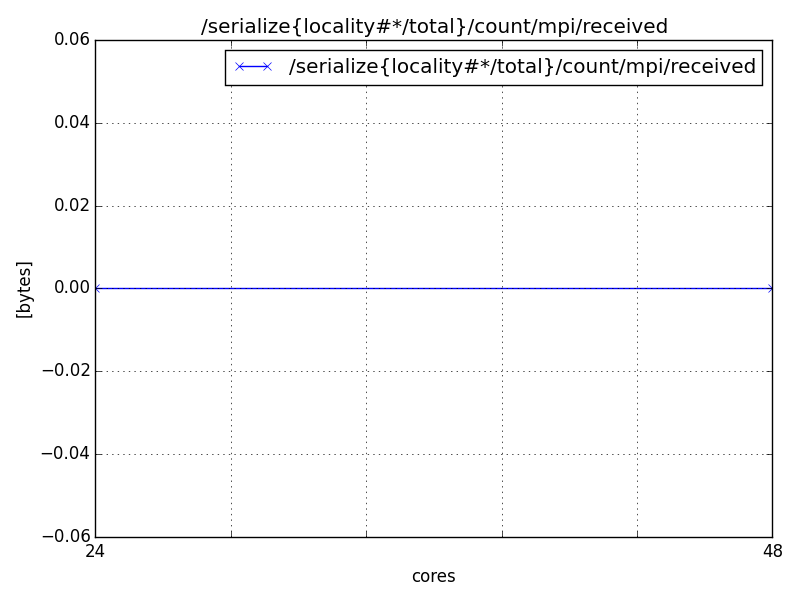 /serialize{locality#*/total}/count/mpi/received
/serialize{locality#*/total}/count/mpi/received
0.06
0.04
0.02
0.00
−0.02
−0.04
−0.06
[bytes]
24
48
cores